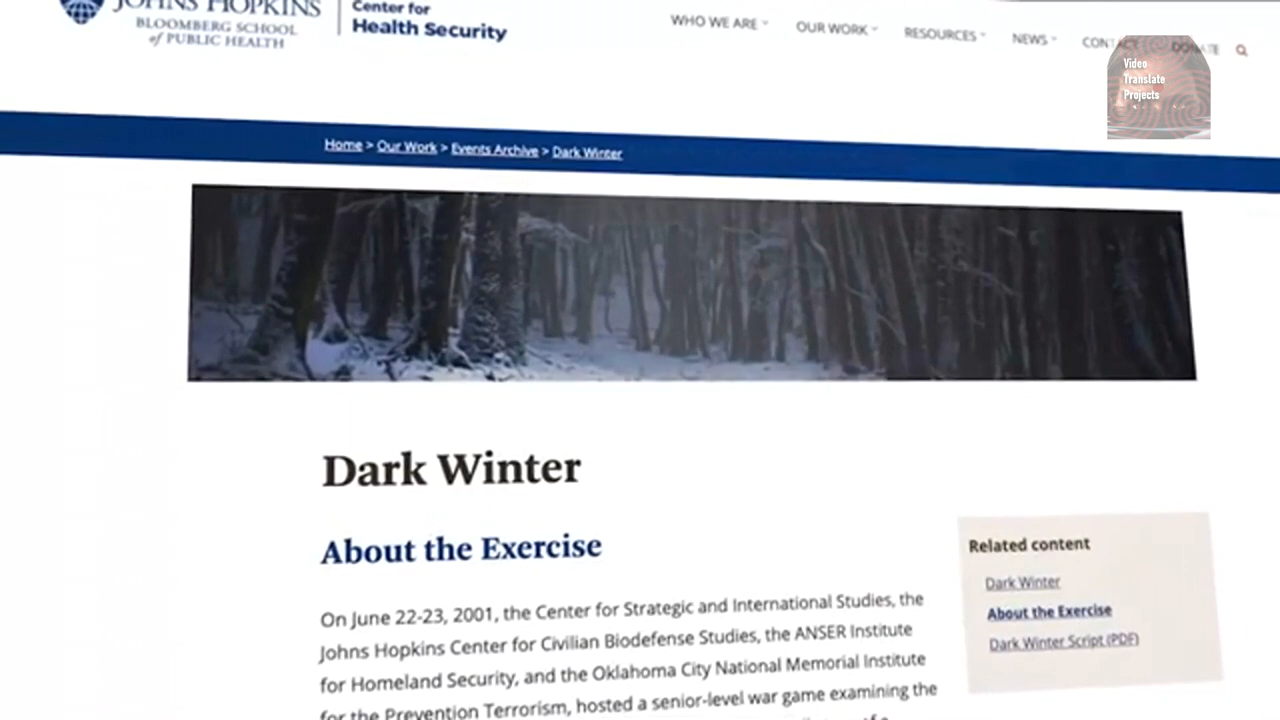 JOHNS HOPKINS
BLOOMBERG SCHOOL
of PUBLIC HEALTH
Center for
Health Security
WHO WE ARE
OUR WORK
RESOURCES
NEWS
CONTACT
DONATE
Video
Translate
Projects
Home > Our Work > Events Archive > Dark Winter
Dark Winter
About the Exercise
On June 22-23, 2001, the Center for Strategic and International Studies, the
Johns Hopkins Center for Civilian Biodefense Studies, the ANSER Institute
for Homeland Security, and the Oklahoma City National Memorial Institute
for the Prevention Terrorism, hosted a senior-level war game examining the
Related content
Dark Winter
About the Exercise
Dark Winter Script (PDF)